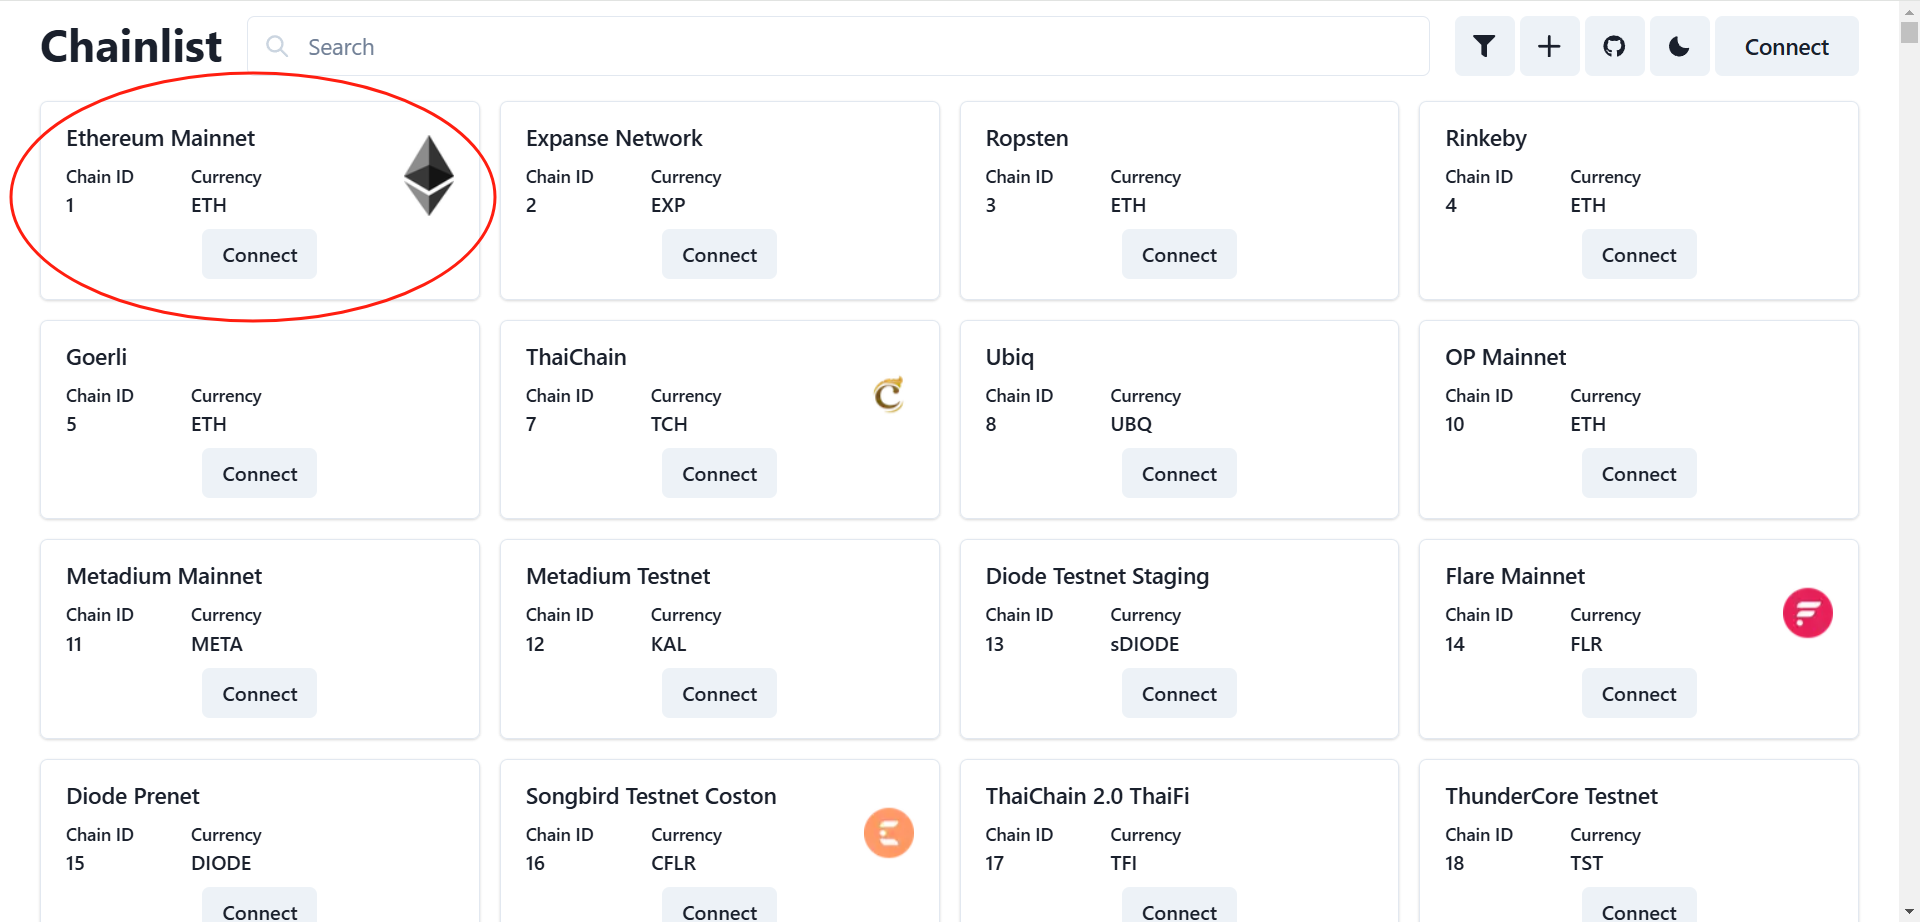 Chainlist
Search
Connect
Ethereum Mainnet
Chain ID Currency
1 ETH
Connect
Expanse Network
Chain ID Currency
2 EXP
Connect
Ropsten
Chain ID Currency
3 ETH
Connect
Rinkeby
Chain ID Currency
4 ETH
Connect
Goerli
Chain ID Currency
5 ETH
Connect
ThaiChain
Chain ID Currency
7 TCH
Connect
Ubiq
Chain ID Currency
8 UBQ
Connect
OP Mainnet
Chain ID Currency
10 ETH
Connect
Metadium Mainnet
Chain ID Currency
11 META
Connect
Metadium Testnet
Chain ID Currency
12 KAL
Connect
Diode Testnet Staging
Chain ID Currency
13 sDIODE
Connect
Flare Mainnet
Chain ID Currency
14 FLR
Connect
Diode Prenet
Chain ID Currency
15 DIODE
Connect
Songbird Testnet Coston
Chain ID Currency
16 CFLR
Connect
ThaiChain 2.0 ThaiFi
Chain ID Currency
17 TFI
Connect
ThunderCore Testnet
Chain ID Currency
18 TST
Connect